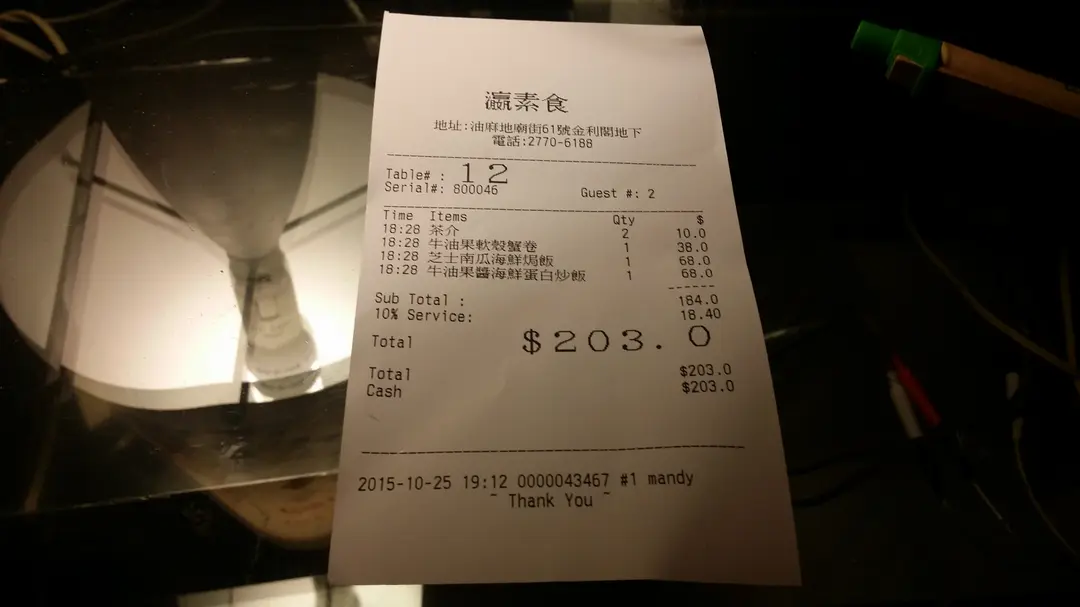 瀛素食
地址:油麻地廟街61號金利閣地下
電話:2770-6188
Table# : 12
Serial#: 800046 Guest #: 2
Time Items Qty $
18:28 茶介 2 10.0
18:28 牛油果軟殼蟹卷 1 38.0
18:28 芝士南瓜海鮮焗飯 1 68.0
18:28 牛油果醬海鮮蛋白炒飯 1 68.0
Sub Total : 184.0
10% Service: 18.40
Total $203.0
Total $203.0
Cash $203.0
2015-10-25 19:12 0000043467 #1 mandy
~ Thank You ~